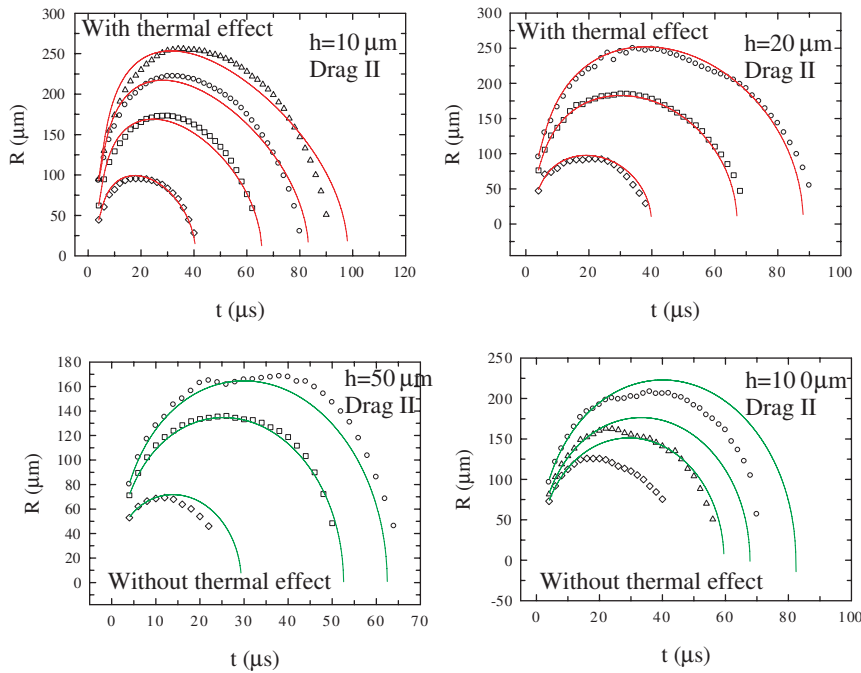 With thermal effect
h=10 μm
Drag II
R (μm)
300
250
200
150
100
50
0
0 20 40 60 80 100 120
t (μs)
With thermal effect
h=20 μm
Drag II
R (μm)
300
250
200
150
100
50
0
0 20 40 60 80 100
t (μs)
h=50 μm
Drag II
R (μm)
180
160
140
120
100
80
60
40
20
0
Without thermal effect
0 10 20 30 40 50 60 70
t (μs)
h=10 0μm
Drag II
R (μm)
250
200
150
100
50
0
-50
Without thermal effect
0 20 40 60 80 100
t (μs)